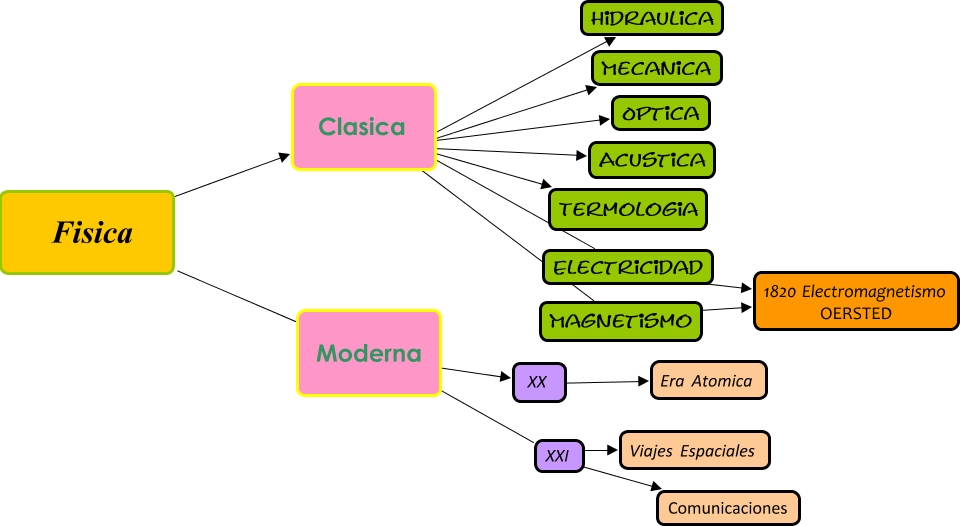 HiDRAULiCA
MECANiCA
OPTiCA
Clasica
ACUSTiCA
TERMOLOGiA
Fisica
ELECTRiCiDAD
1820 Electromagnetismo
OERSTED
MAGNETiSMO
Moderna
XX
Era Atomica
XXI
Viajes Espaciales
Comunicaciones